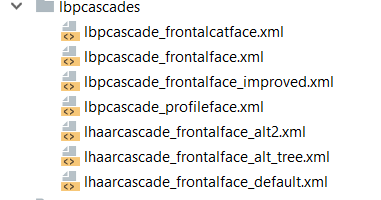 lbpcascades
lbpcascade_frontalcatface.xml
lbpcascade_frontalface.xml
lbpcascade_frontalface_improved.xml
lbpcascade_profileface.xml
lhaarcascade_frontalface_alt2.xml
lhaarcascade_frontalface_alt_tree.xml
lhaarcascade_frontalface_default.xml